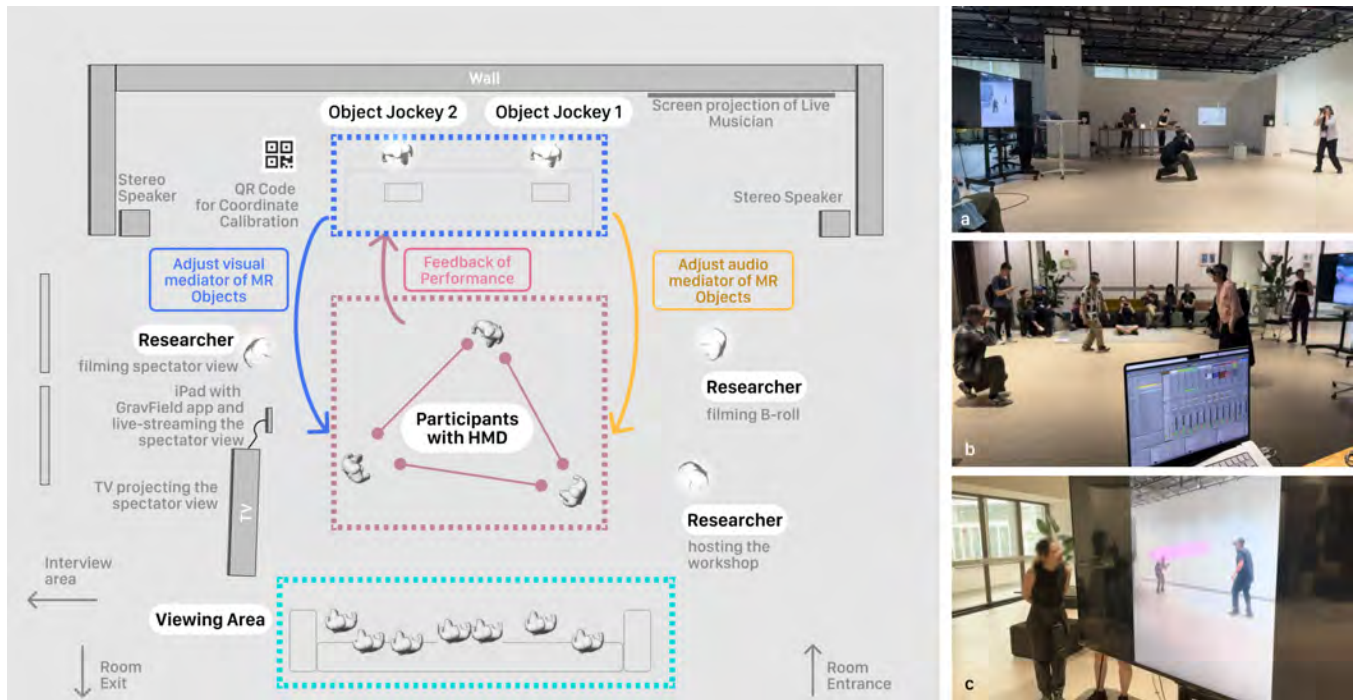 Wall
Object Jockey 2
Object Jockey 1
Screen projection of Live
Musician
Stereo
Speaker
QR Code
for Coordinate
Calibration
Stereo Speaker
Adjust visual
mediator of MR
Objects
Feedback of
Performance
Adjust audio
mediator of MR
Objects
Researcher
filming spectator view
Researcher
filming B-roll
iPad with
GravField app and
live-streaming the
spectator view
Participants
with HMD
TV projecting the
spectator view
TV
Researcher
hosting the
workshop
Interview
area
Viewing Area
Room
Exit
Room
Entrance
a
b
c